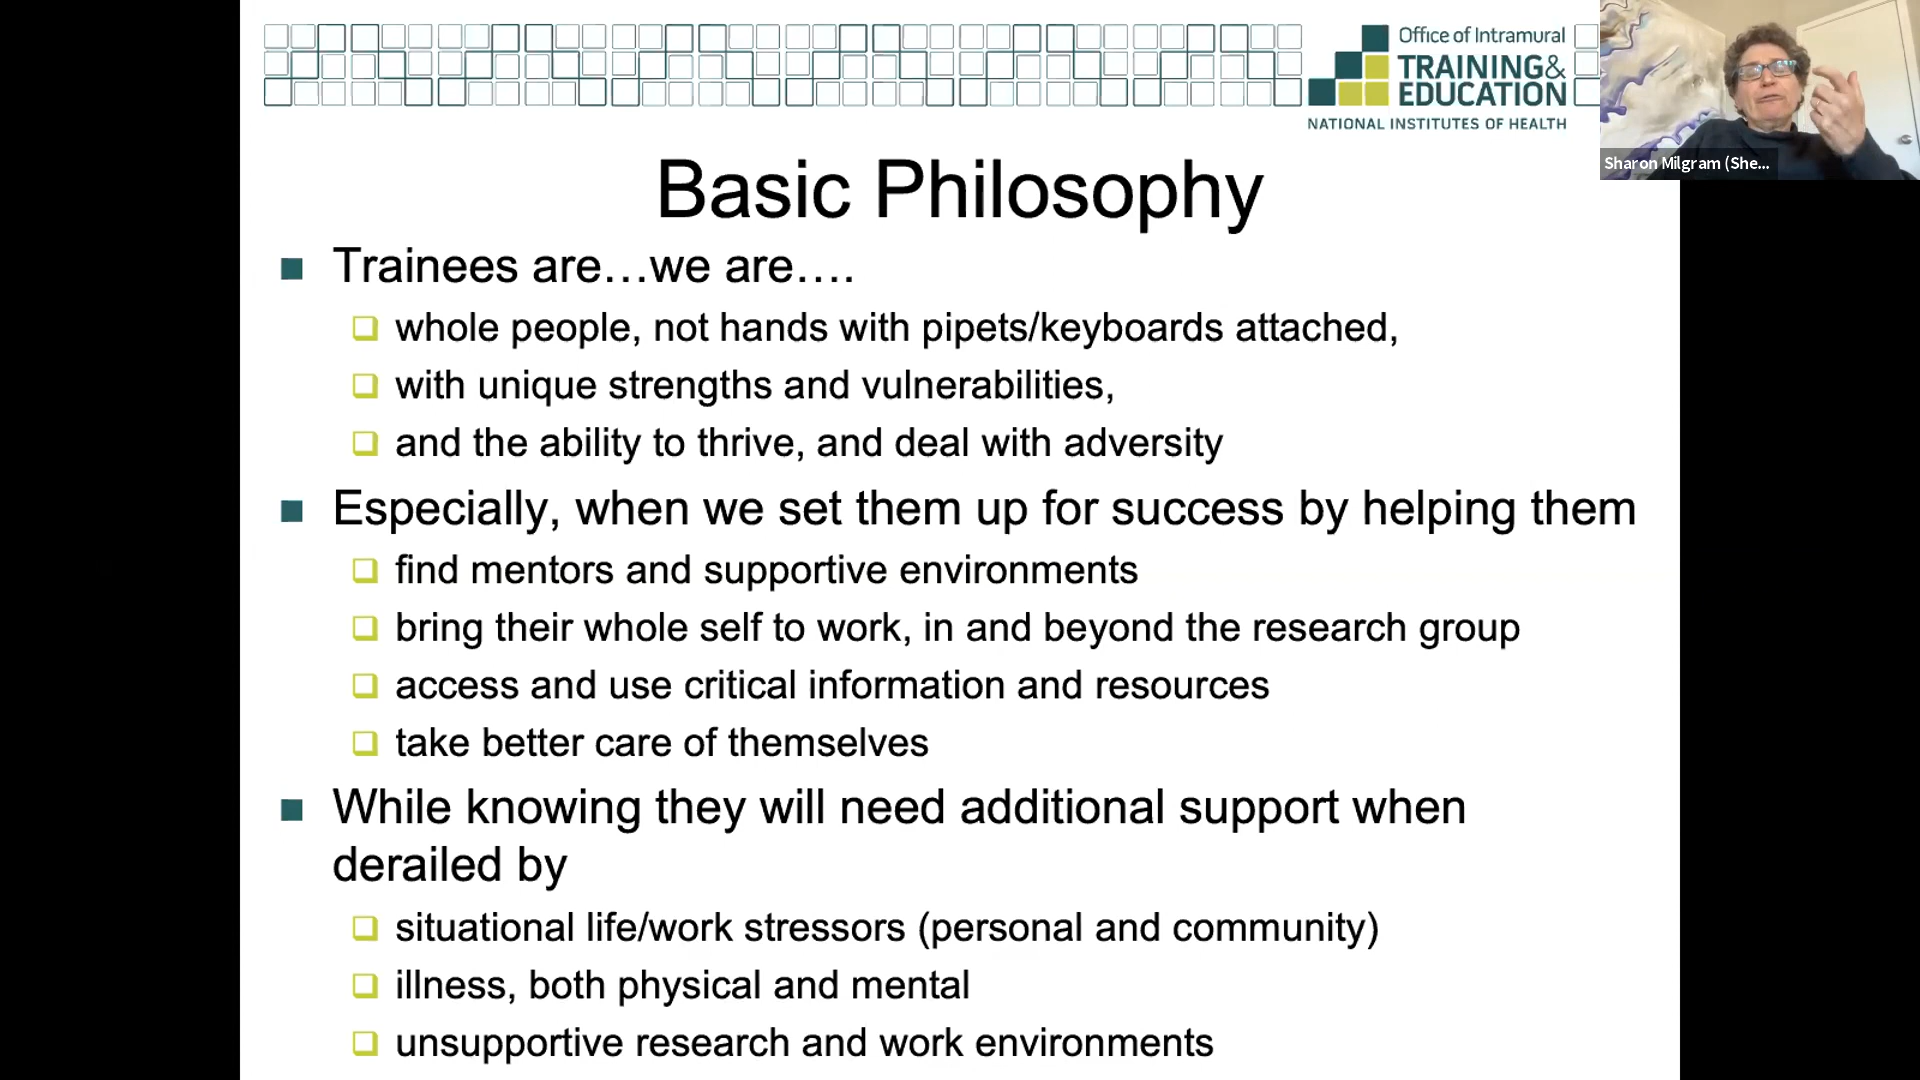 Office of Intramural
TRAINING&
EDUCATION
NATIONAL INSTITUTES OF HEALTH
Sharon Milgram (She...
Basic Philosophy
Trainees are...we are....
whole people, not hands with pipets/keyboards attached,
with unique strengths and vulnerabilities,
and the ability to thrive, and deal with adversity
Especially, when we set them up for success by helping them
find mentors and supportive environments
bring their whole self to work, in and beyond the research group
access and use critical information and resources
take better care of themselves
While knowing they will need additional support when
derailed by
situational life/work stressors (personal and community)
illness, both physical and mental
unsupportive research and work environments